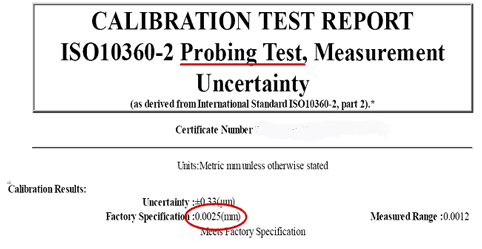 CALIBRATION TEST REPORT
ISO10360-2 Probing Test, Measurement
Uncertainty
(as derived from International Standard ISO10360-2, part 2).*
Certificate Number
Units:Metric mm unless otherwise stated
Calibration Results:
Uncertainty :±0.33(µm)
Factory Specification :0.0025(mm) Measured Range :0.0012
Meets Factory Specification